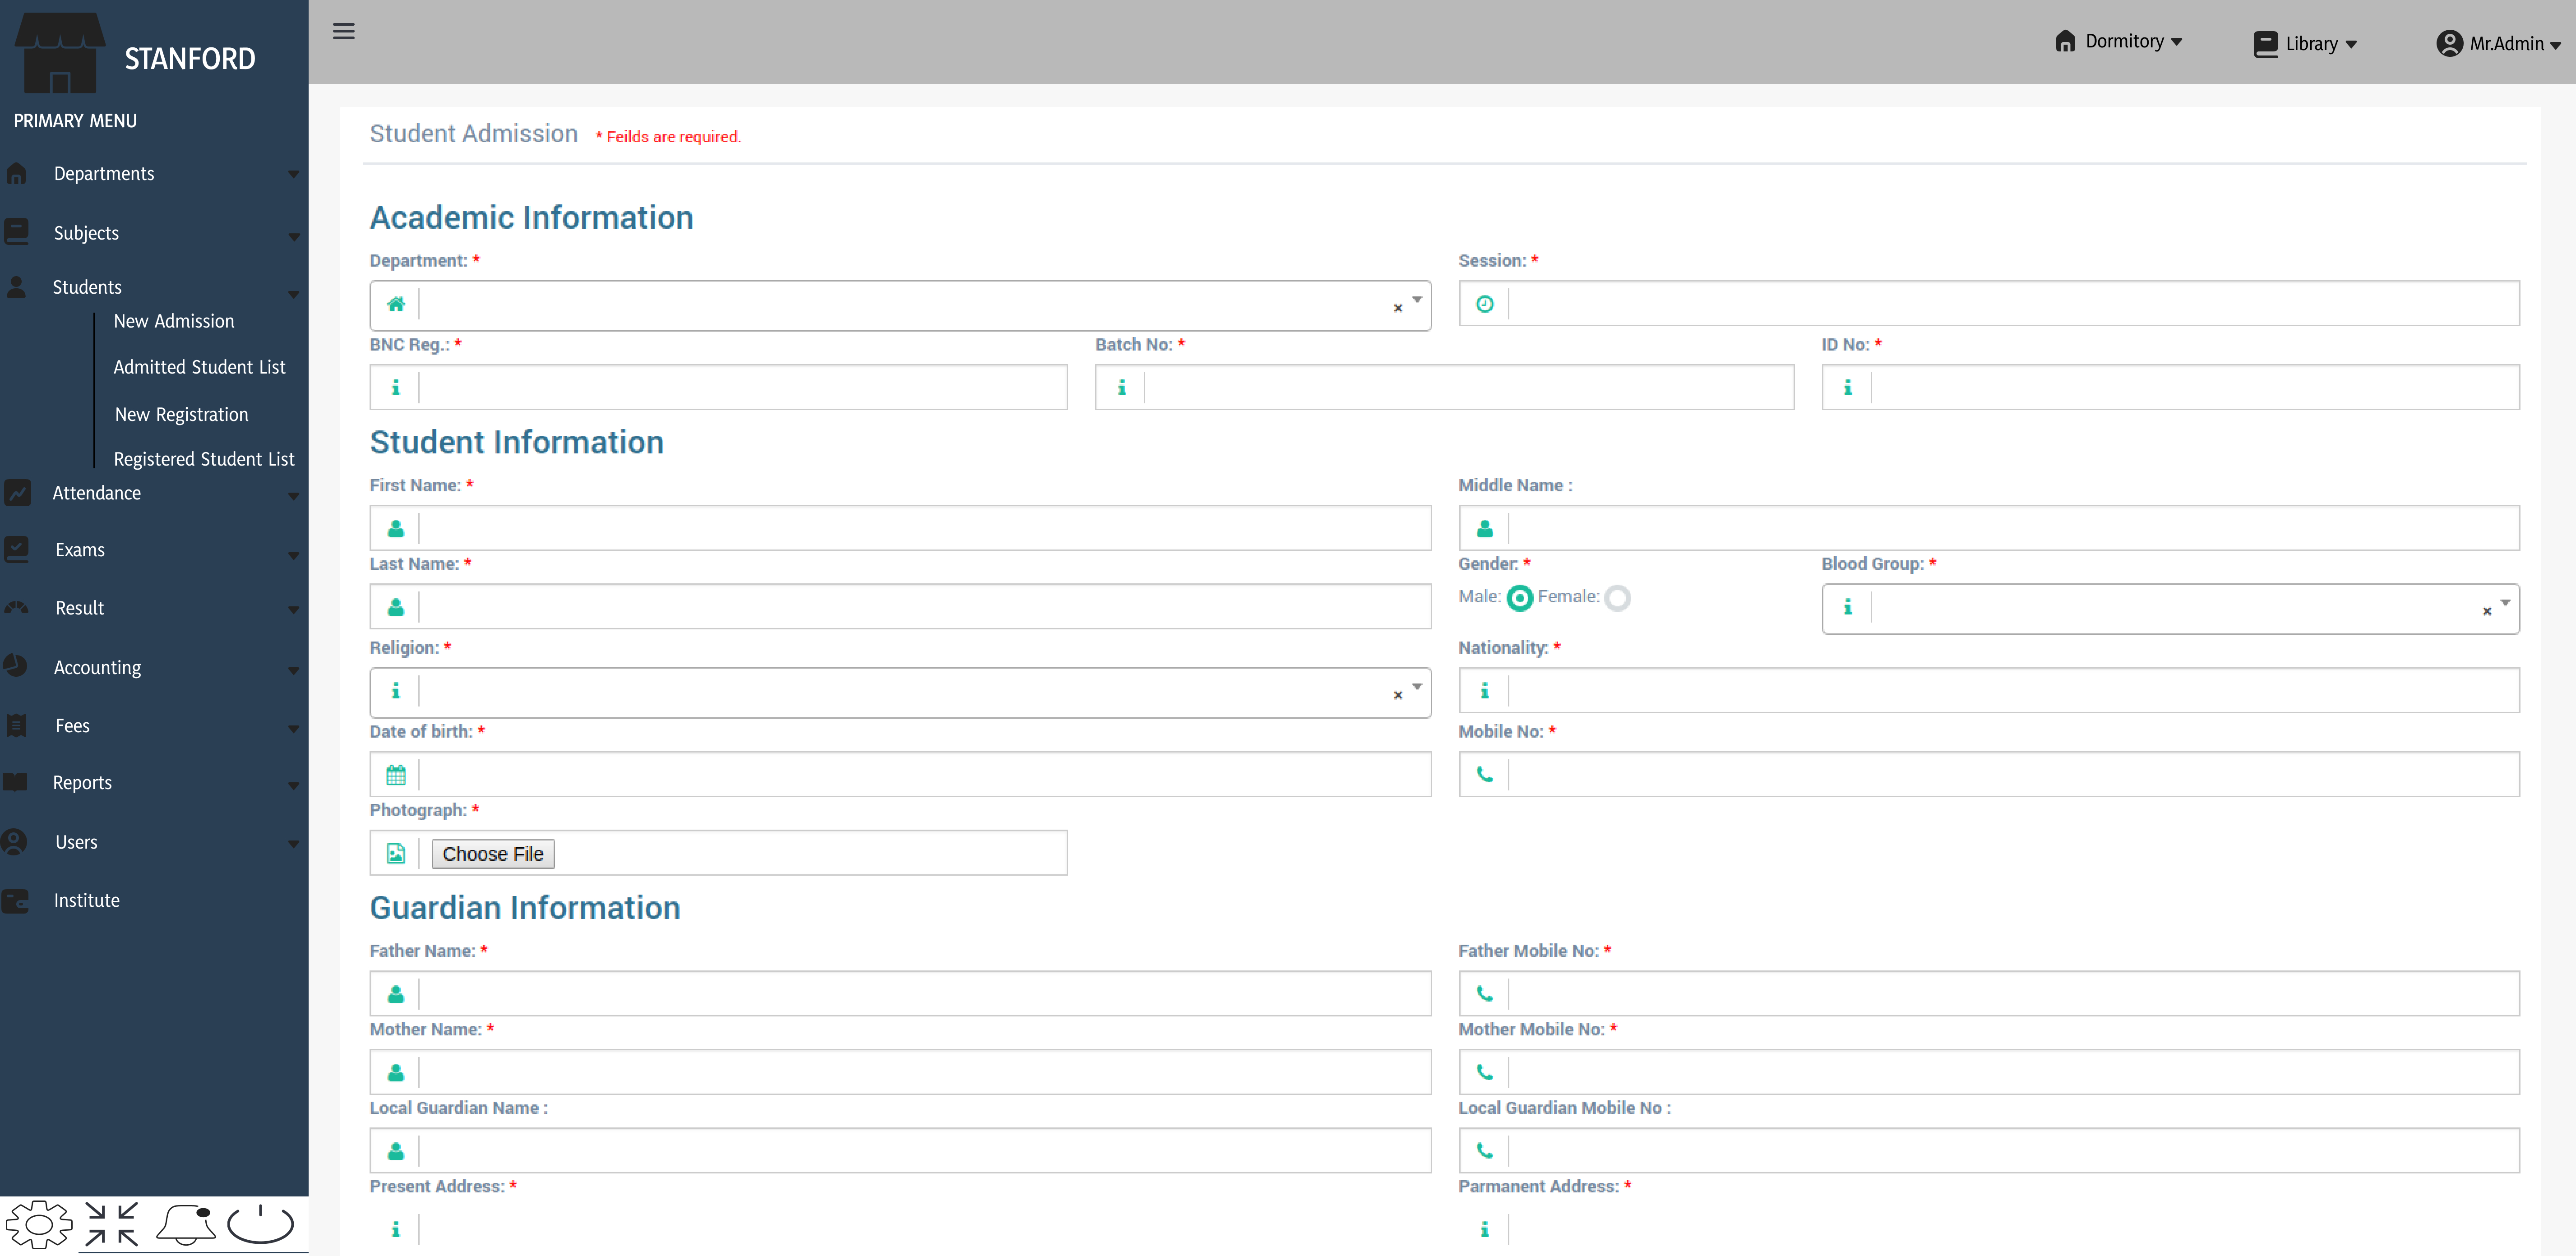 STANFORD
PRIMARY MENU
Departments
Subjects
Students
New Admission
Admitted Student List
New Registration
Registered Student List
Attendance
Exams
Result
Accounting
Fees
Reports
Users
Institute
Dormitory
Library
Mr.Admin
Student Admission * Feilds are required.
Academic Information
Department: * Session: *
BNC Reg.: * Batch No: * ID No: *
Student Information
First Name: * Middle Name :
Last Name: * Gender: * Blood Group: *
Male: Female:
Religion: * Nationality: *
Date of birth: * Mobile No: *
Photograph: *
Choose File
Guardian Information
Father Name: * Father Mobile No: *
Mother Name: * Mother Mobile No: *
Local Guardian Name : Local Guardian Mobile No :
Present Address: * Parmanent Address: *